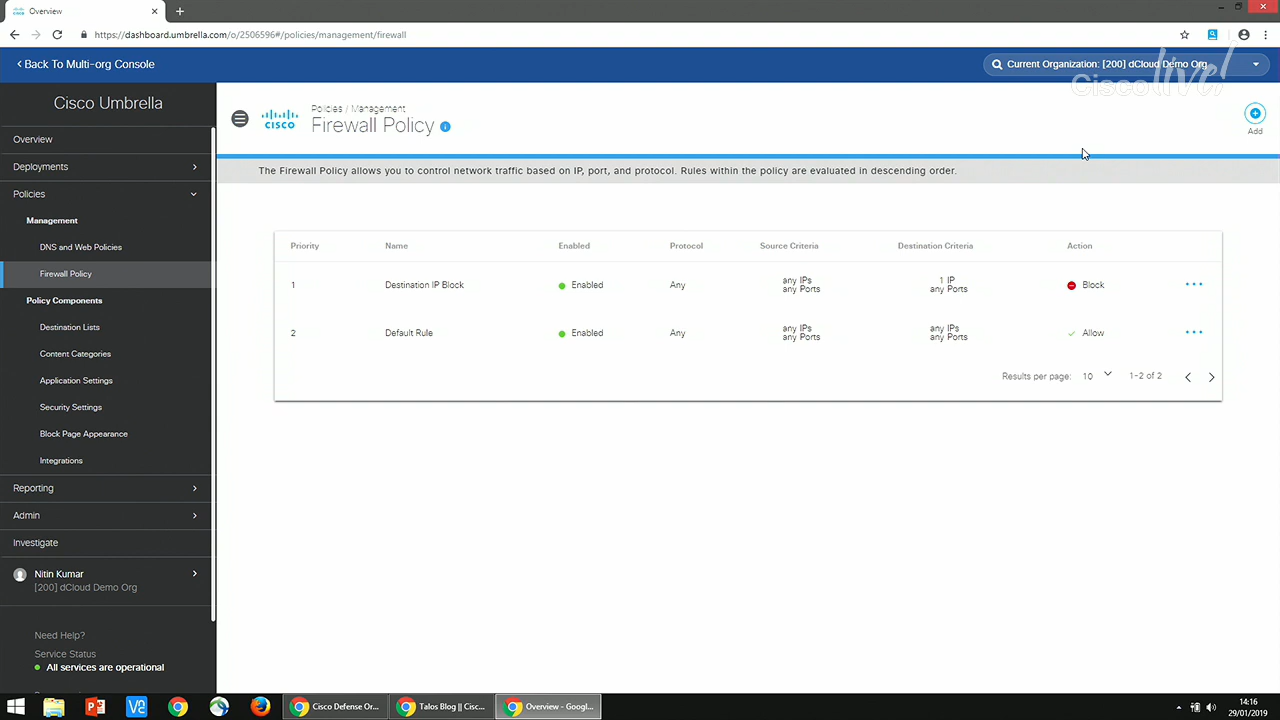 Overview
https://dashboard.umbrella.com/o/2506596#/policies/management/firewall
Back To Multi-org Console
Current Organization: [200] dCloud Demo Org
Cisco live!
Cisco Umbrella
Overview
Deployments
Policies
Management
DNS and Web Policies
Firewall Policy
Policy Components
Destination Lists
Content Categories
Application Settings
Security Settings
Block Page Appearance
Integrations
Reporting
Admin
Investigate
Nitin Kumar
[200] dCloud Demo Org
Need Help?
Service Status
All services are operational
CISCO
Policies / Management
Firewall Policy
Add
The Firewall Policy allows you to control network traffic based on IP, port, and protocol. Rules within the policy are evaluated in descending order.
Priority Name Enabled Protocol Source Criteria Destination Criteria Action
1 Destination IP Block Enabled Any any IPs any Ports 1 IP any Ports Block
2 Default Rule Enabled Any any IPs any Ports any IPs any Ports Allow
Results per page: 10 1-2 of 2
Cisco Defense Or...
Talos Blog || Cisc...
Overview - Googl...
14:16
29/01/2019